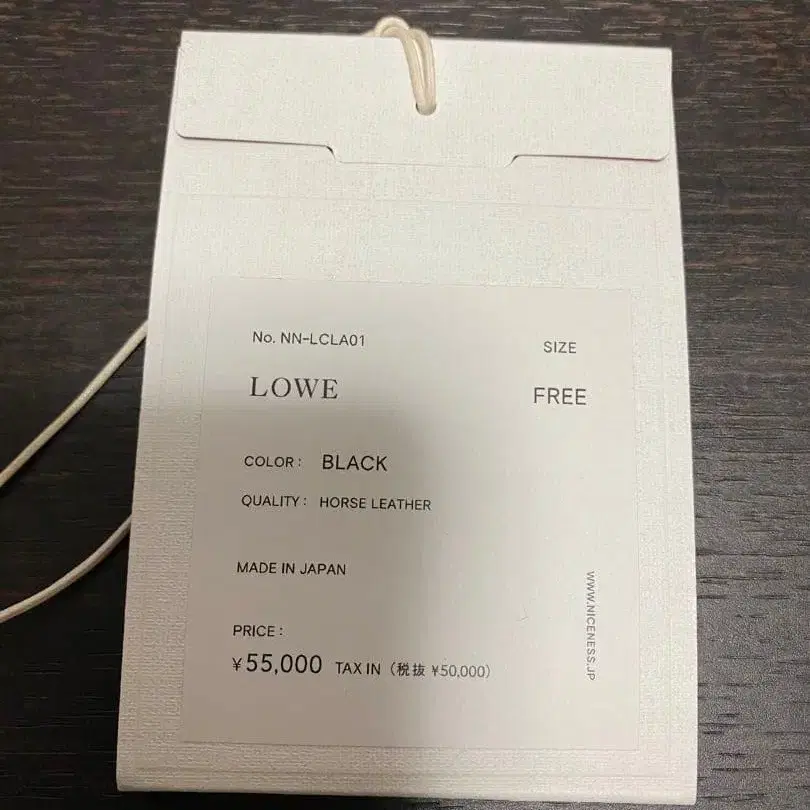 No. NN-LCLA01
SIZE
LOWE
FREE
COLOR : BLACK
QUALITY : HORSE LEATHER
MADE IN JAPAN
PRICE :
¥55,000 TAX IN (税抜 ¥50,000)
WWW.NICENESS.JP